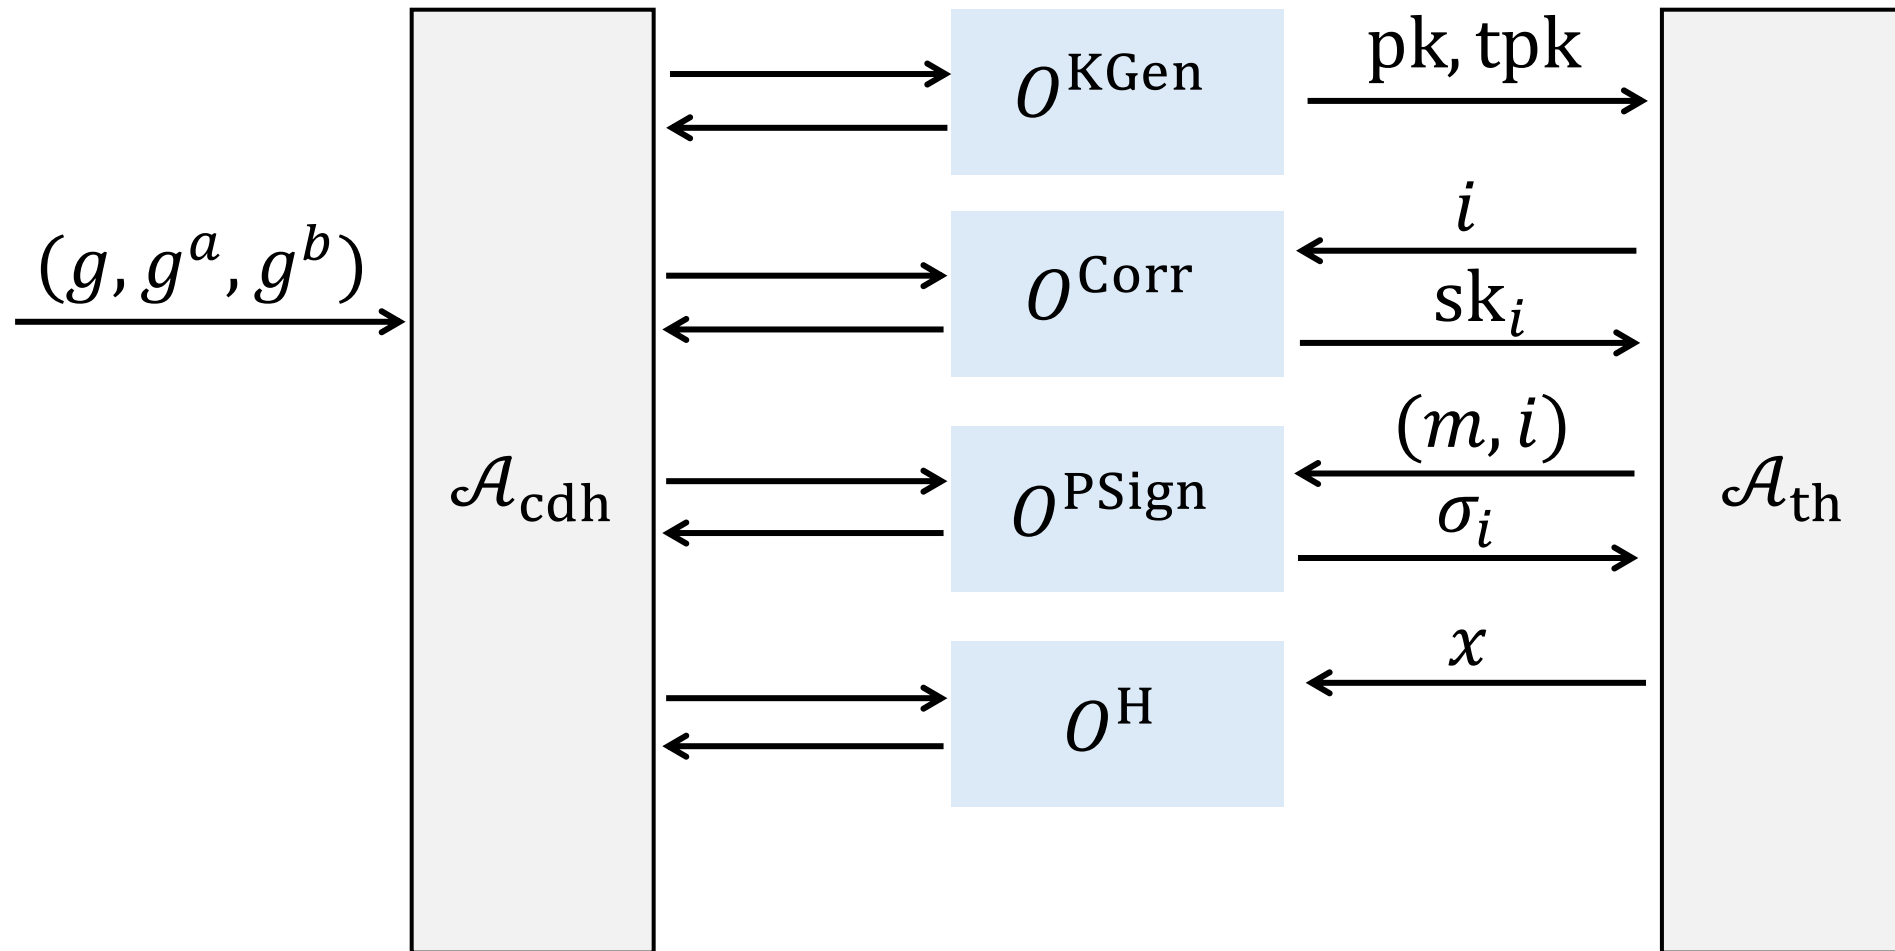 (g, g^a, g^b)
𝒜_cdh
O^KGen
O^Corr
O^PSign
O^H
pk, tpk
i
sk_i
(m, i)
σ_i
x
𝒜_th